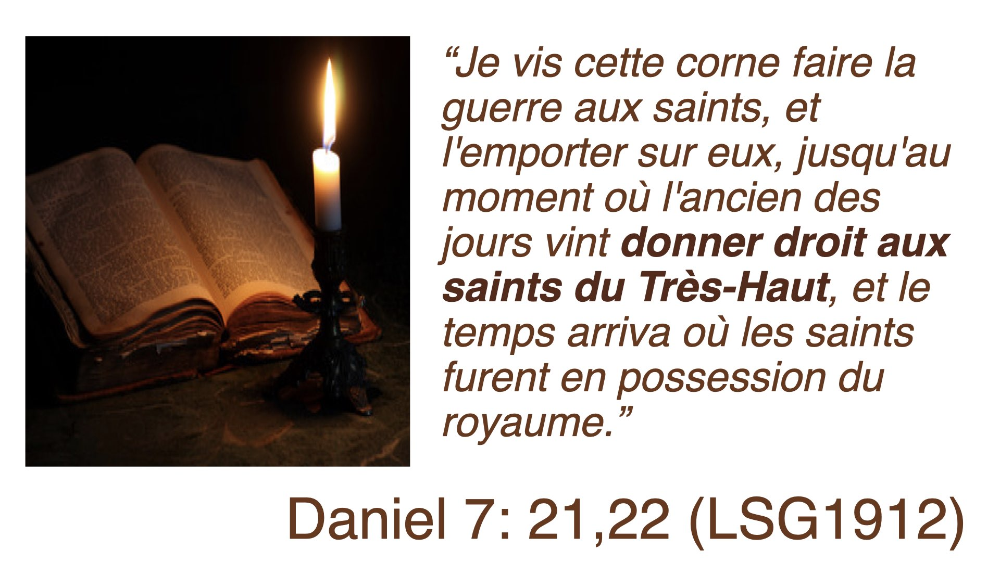 “Je vis cette corne faire la
guerre aux saints, et
l'emporter sur eux, jusqu'au
moment où l'ancien des
jours vint donner droit aux
saints du Très-Haut, et le
temps arriva où les saints
furent en possession du
royaume.”
Daniel 7: 21,22 (LSG1912)